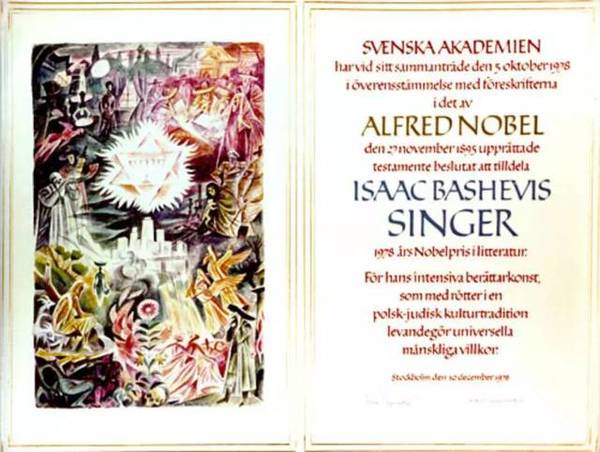 SVENSKA AKADEMIEN
har vid sitt sammanträde den 5 oktober 1978
i överensstämmelse med föreskrifterna
i det av
ALFRED NOBEL
den 27 november 1895 upprättade
testamente beslutat att tilldela
ISAAC BASHEVIS
SINGER
1978 års Nobelpris i litteratur.
För hans intensiva berättarkonst,
som med rötter i en
polsk-judisk kulturtradition
levandegör universella
mänskliga villkor.
Stockholm den 10 december 1978